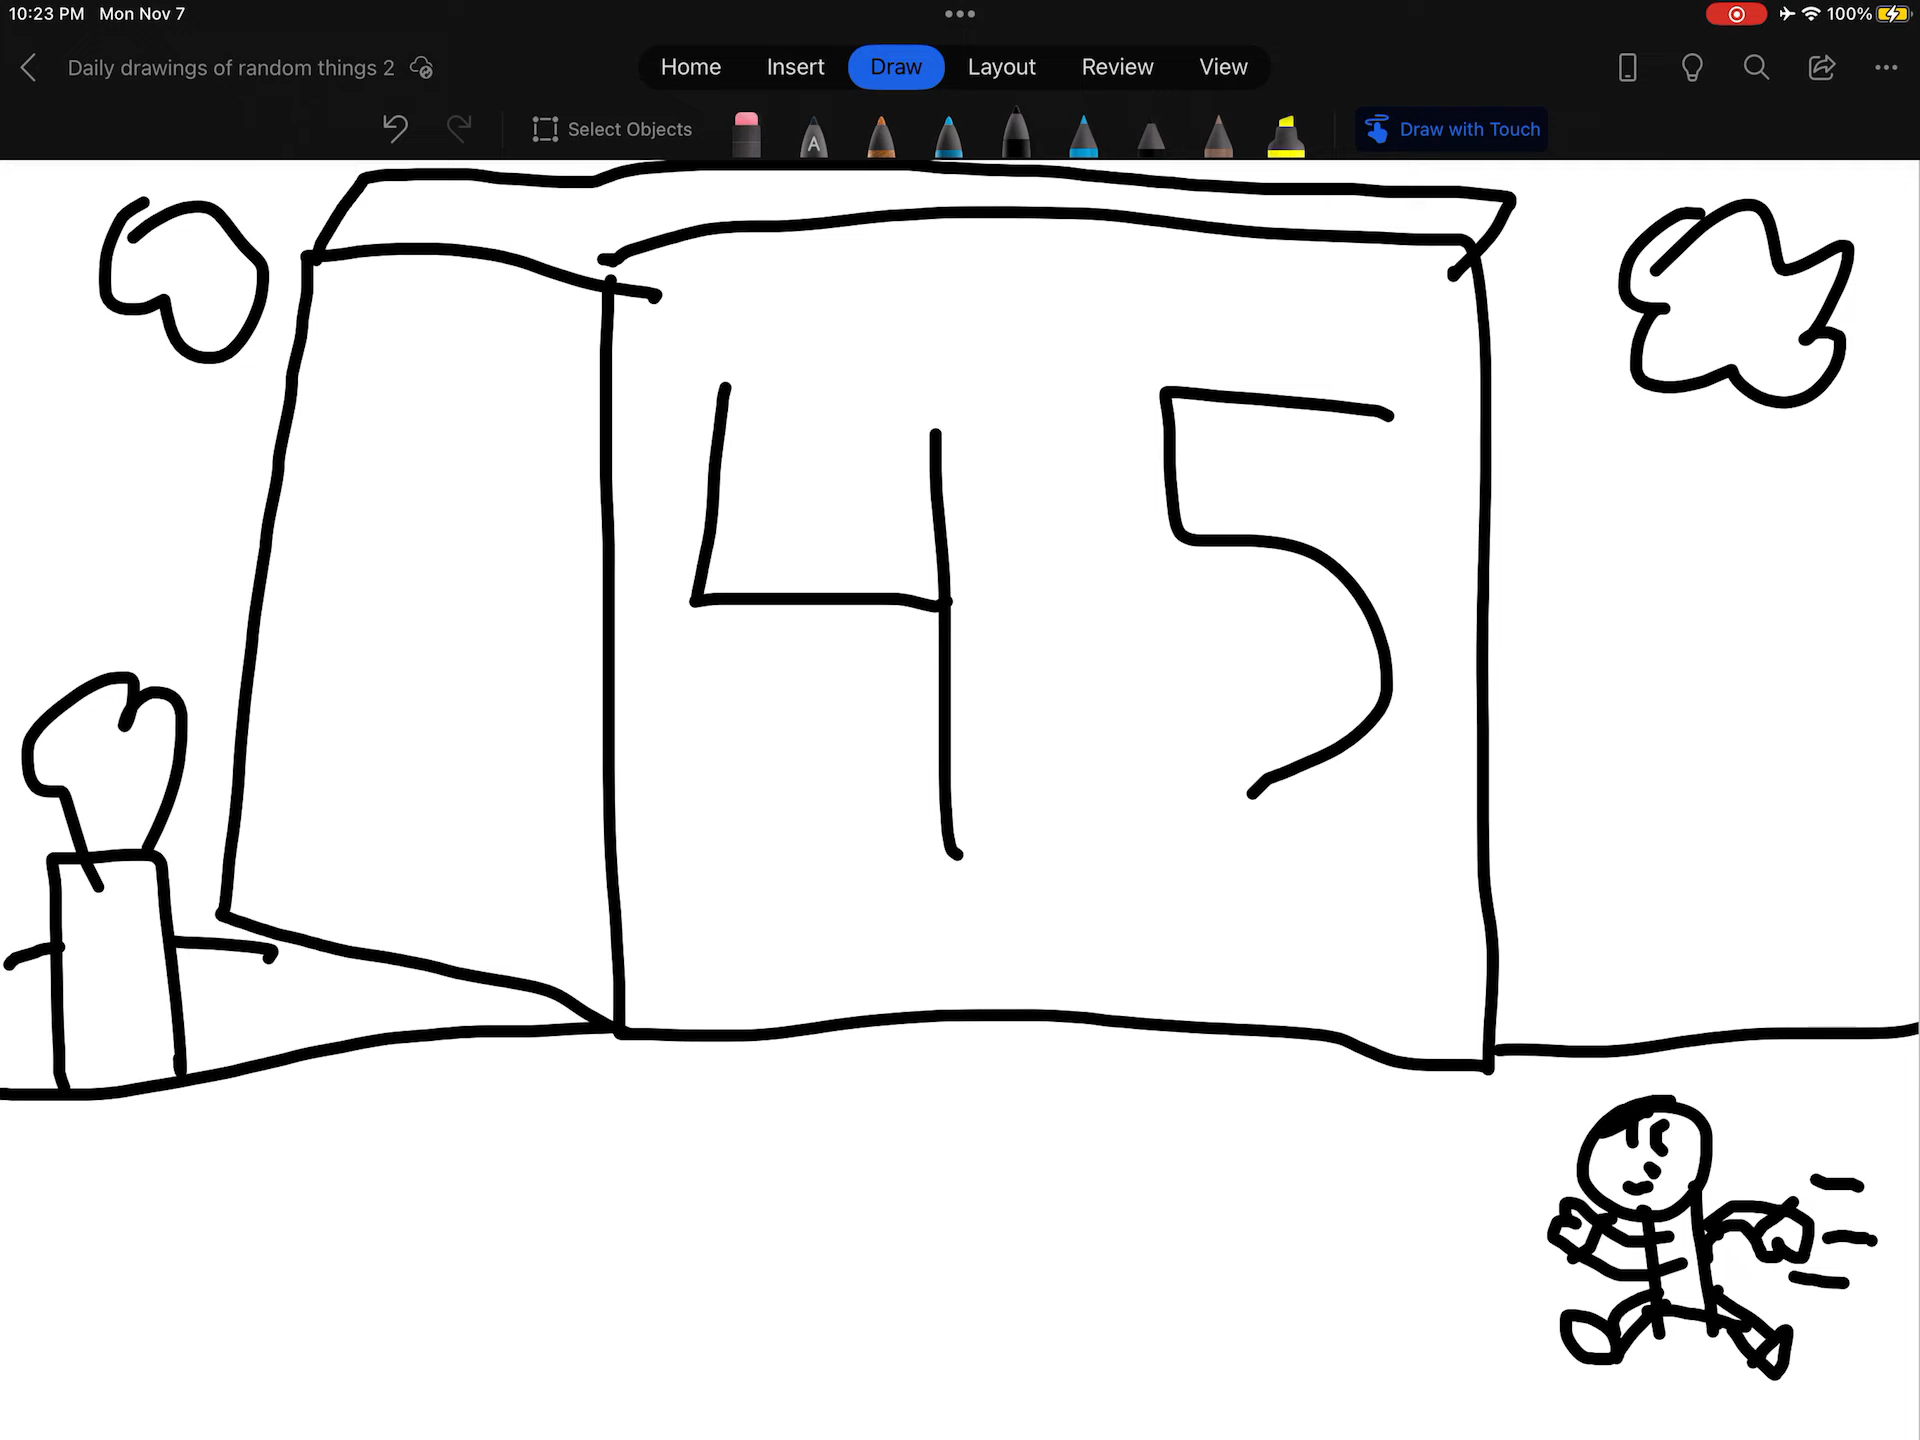 10:23 PM Mon Nov 7
100%
Daily drawings of random things 2
Home Insert Draw Layout Review View
Select Objects
A
Draw with Touch
45